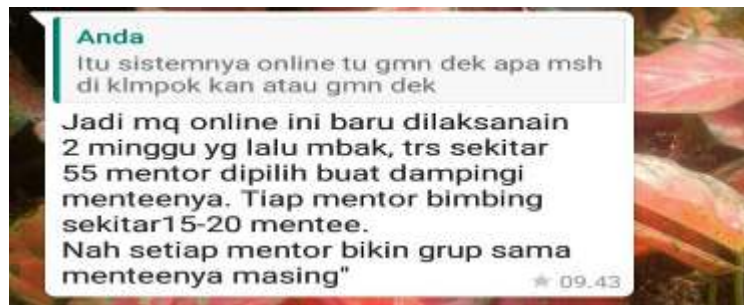 Anda
Itu sistemnya online tu gmn dek apa msh
di klmpok kan atau gmn dek
Jadi mq online ini baru dilaksanain
2 minggu yg lalu mbak, trs sekitar
55 mentor dipilih buat dampingi
menteenya. Tiap mentor bimbing
sekitar15-20 mentee.
Nah setiap mentor bikin grup sama
menteenya masing"
★ 09.43